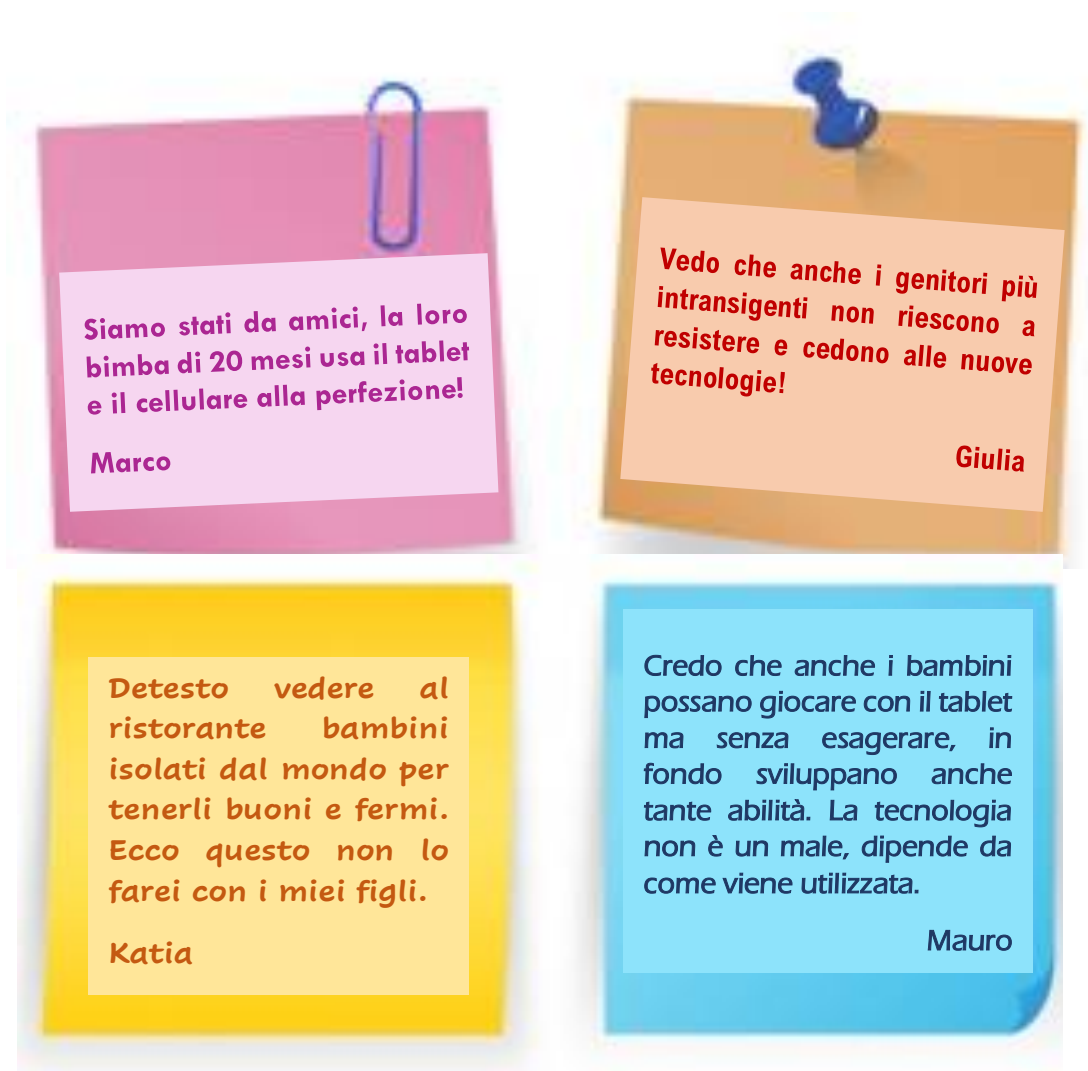 Siamo stati da amici, la loro
bimba di 20 mesi usa il tablet
e il cellulare alla perfezione!
Marco
Vedo che anche i genitori più
intransigenti non riescono a
resistere e cedono alle nuove
tecnologie!
Giulia
Detesto vedere al
ristorante bambini
isolati dal mondo per
tenerli buoni e fermi.
Ecco questo non lo
farei con i miei figli.
Katia
Credo che anche i bambini
possano giocare con il tablet
ma senza esagerare, in
fondo sviluppano anche
tante abilità. La tecnologia
non è un male, dipende da
come viene utilizzata.
Mauro